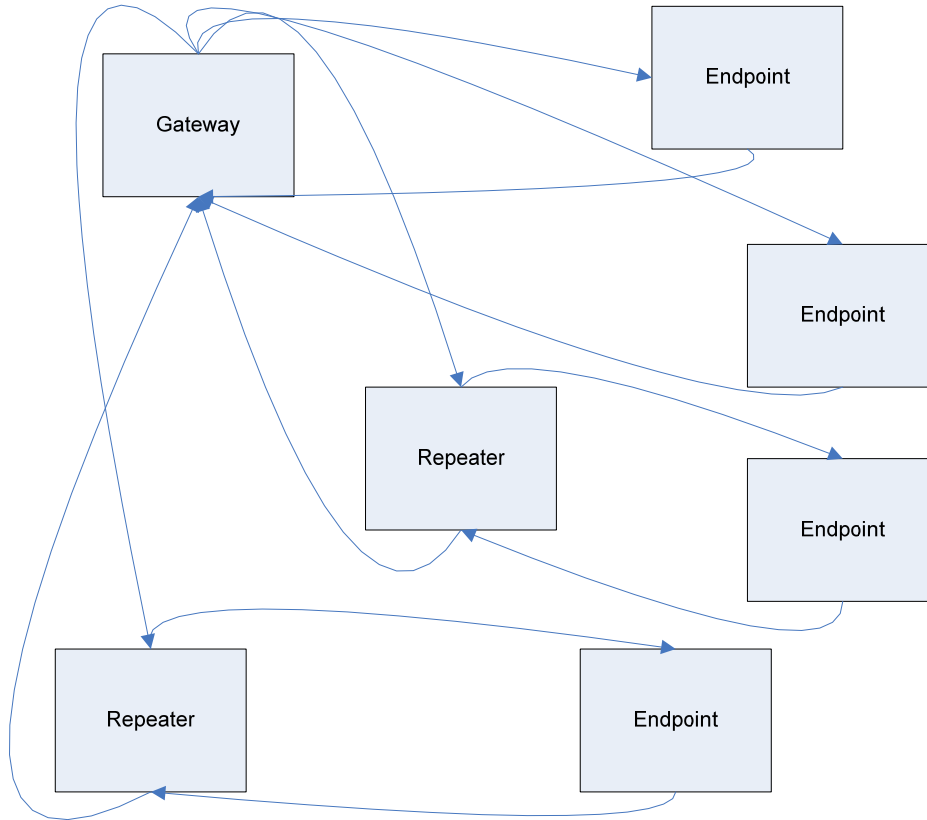 Endpoint
Gateway
Endpoint
Repeater
Endpoint
Repeater
Endpoint